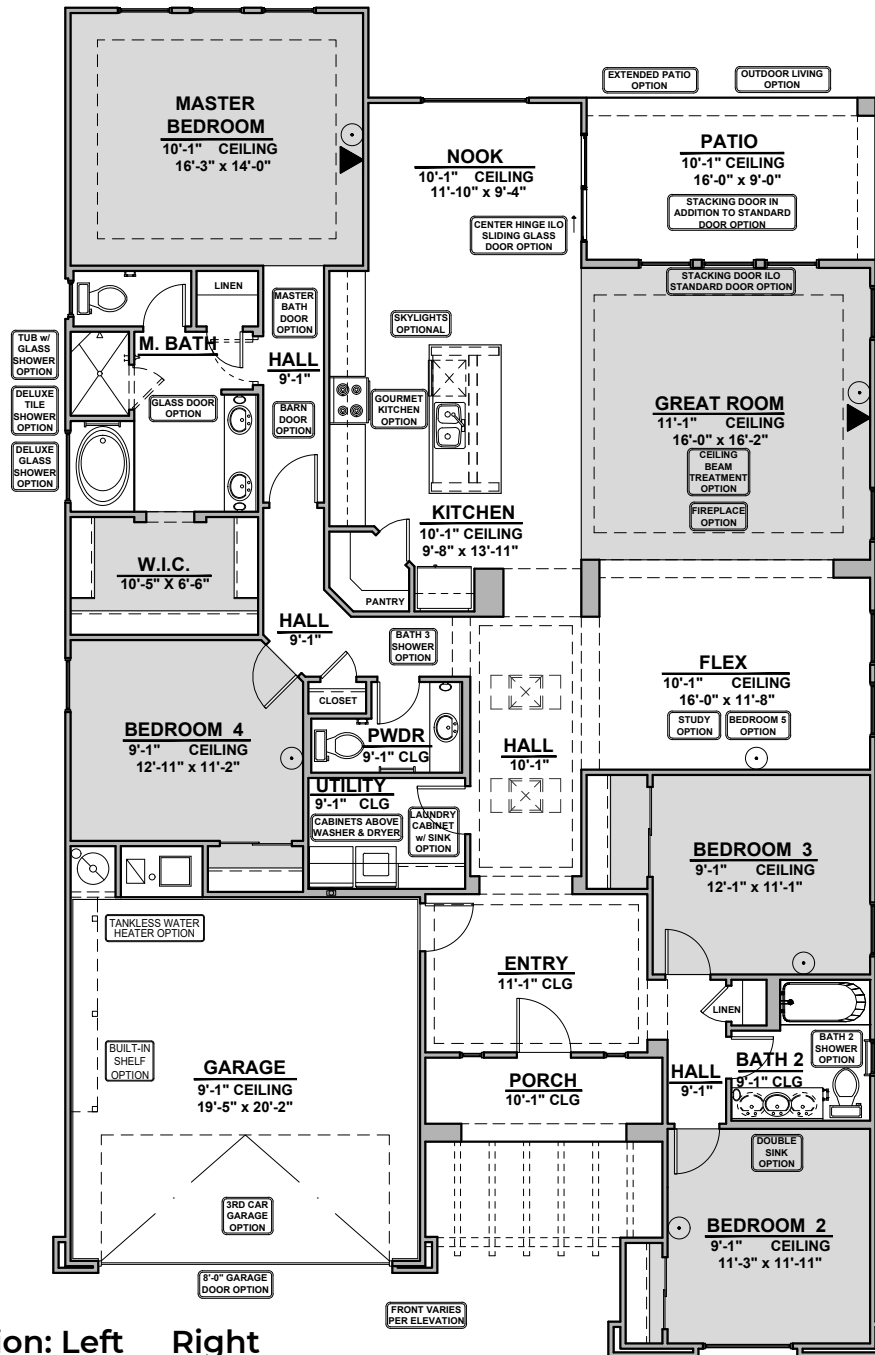 EXTENDED PATIO
OPTION
OUTDOOR LIVING
OPTION
MASTER
BEDROOM
10'-1" CEILING
16'-3" x 14'-0"
NOOK
10'-1" CEILING
11'-10" x 9'-4"
PATIO
10'-1" CEILING
16'-0" x 9'-0"
STACKING DOOR IN
ADDITION TO STANDARD
DOOR OPTION
CENTER HINGE ILO
SLIDING GLASS
DOOR OPTION
STACKING DOOR ILO
STANDARD DOOR OPTION
LINEN
MASTER
BATH
DOOR
OPTION
SKYLIGHTS
OPTIONAL
TUB w/
GLASS
SHOWER
OPTION
M. BATH
HALL
9'-1"
DELUXE
TILE
SHOWER
OPTION
GLASS DOOR
OPTION
BARN
DOOR
OPTION
GOURMET
KITCHEN
OPTION
GREAT ROOM
11'-1" CEILING
16'-0" x 16'-2"
DELUXE
GLASS
SHOWER
OPTION
CEILING
BEAM
TREATMENT
OPTION
FIREPLACE
OPTION
KITCHEN
10'-1" CEILING
9'-8" x 13'-11"
W.I.C.
10'-5" X 6'-6"
PANTRY
HALL
9'-1"
BATH 3
SHOWER
OPTION
FLEX
10'-1" CEILING
16'-0" x 11'-8"
STUDY
OPTION
BEDROOM 5
OPTION
CLOSET
BEDROOM 4
9'-1" CEILING
12'-11" x 11'-2"
PWDR
9'-1" CLG
HALL
10'-1"
UTILITY
9'-1" CLG
CABINETS ABOVE
WASHER & DRYER
LAUNDRY
CABINET
w/ SINK
OPTION
BEDROOM 3
9'-1" CEILING
12'-1" x 11'-1"
TANKLESS WATER
HEATER OPTION
ENTRY
11'-1" CLG
LINEN
BUILT-IN
SHELF
OPTION
GARAGE
9'-1" CEILING
19'-5" x 20'-2"
PORCH
10'-1" CLG
HALL
9'-1"
BATH 2
9'-1" CLG
BATH 2
SHOWER
OPTION
DOUBLE
SINK
OPTION
3RD CAR
GARAGE
OPTION
BEDROOM 2
9'-1" CEILING
11'-3" x 11'-11"
8'-0" GARAGE
DOOR OPTION
FRONT VARIES
PER ELEVATION
ion: Left Right